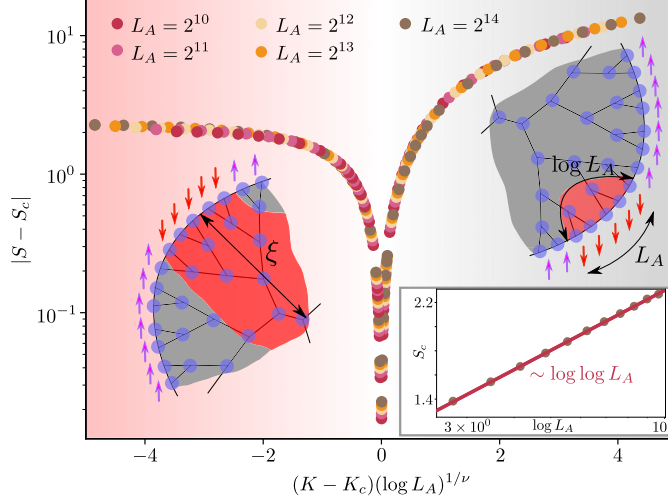 L_A = 2^10 L_A = 2^12 L_A = 2^14
L_A = 2^11 L_A = 2^13
10^1
10^0
10^−1
|S − S_c|
−4 −2 0 2 4
(K − K_c)(log L_A)^{1/ν}
ξ
log L_A
L_A
2.2
1.4
S_c
∼ log log L_A
3 × 10^0 log L_A 10